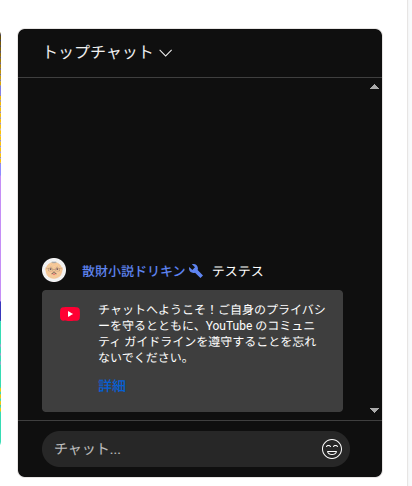 トップチャット
散財小説ドリキン テステス
チャットへようこそ！ご自身のプライバシ
ーを守るとともに、YouTube のコミュニ
ティ ガイドラインを遵守することを忘れ
ないでください。
詳細
チャット...